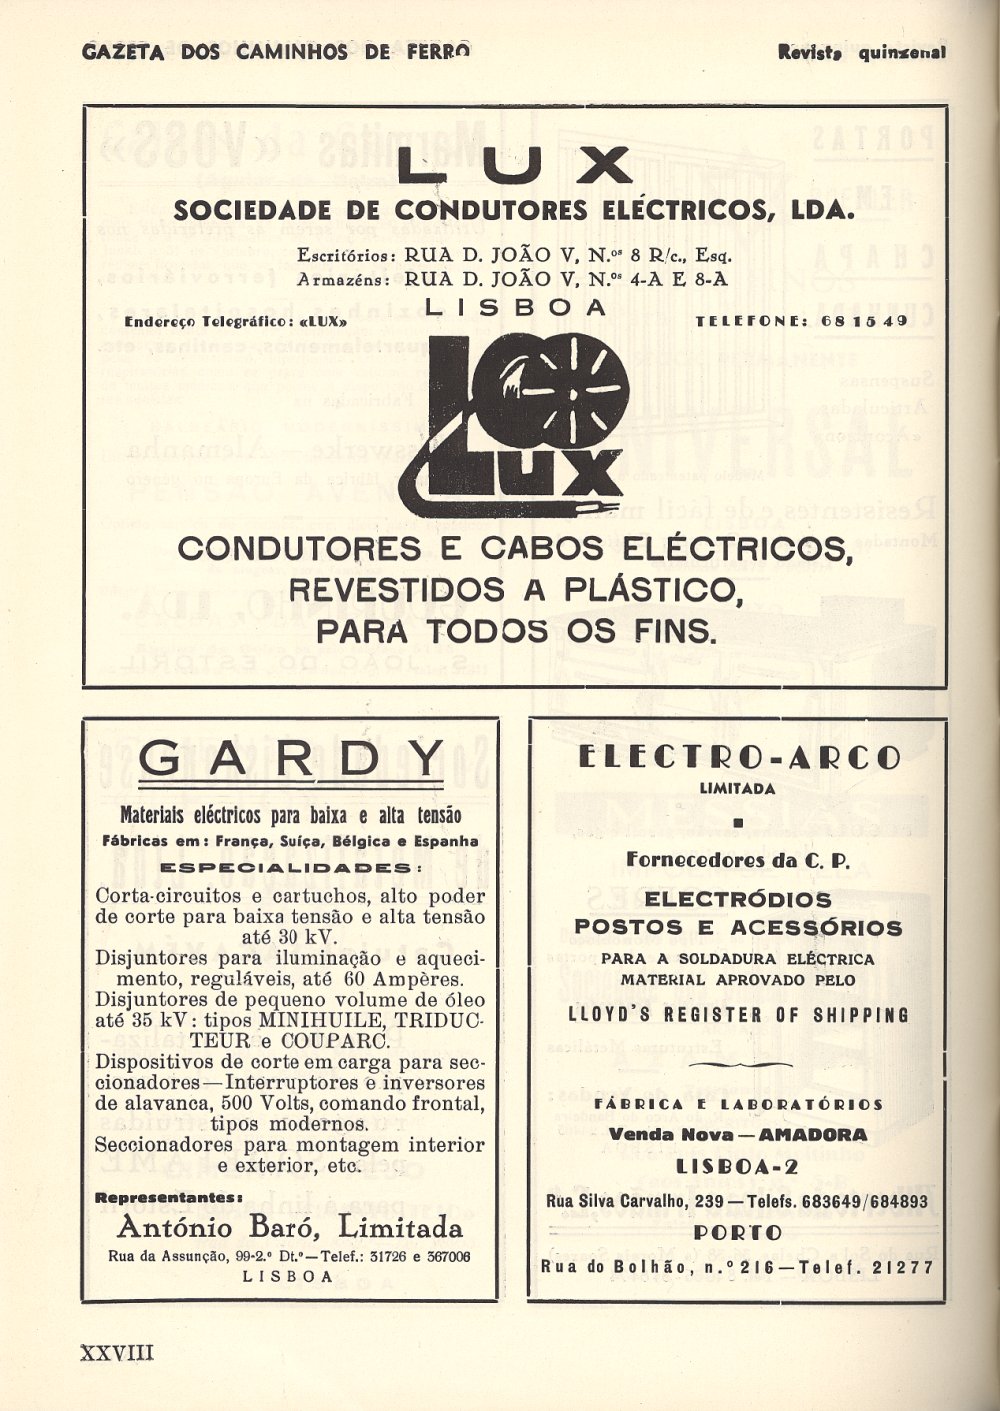 GAZETA DOS CAMINHOS DE FERRO
Revista quinzenal
LUX
SOCIEDADE DE CONDUTORES ELÉCTRICOS, LDA.
Escritórios: RUA D. JOÃO V, N.ºˢ 8 R/c., Esq.
Armazéns: RUA D. JOÃO V, N.ºˢ 4-A E 8-A
LISBOA
Endereço Telegráfico: «LUX»
TELEFONE: 681549
LUX
CONDUTORES E CABOS ELÉCTRICOS,
REVESTIDOS A PLÁSTICO,
PARA TODOS OS FINS.
GARDY
Materiais eléctricos para baixa e alta tensão
Fábricas em: França, Suíça, Bélgica e Espanha
ESPECIALIDADES:
Corta-circuitos e cartuchos, alto poder
de corte para baixa tensão e alta tensão
até 30 kV.
Disjuntores para iluminação e aqueci-
mento, reguláveis, até 60 Ampères.
Disjuntores de pequeno volume de óleo
até 35 kV: tipos MINIHUILE, TRIDUC-
TEUR e COUPARC.
Dispositivos de corte em carga para sec-
cionadores—Interruptores e inversores
de alavanca, 500 Volts, comando frontal,
tipos modernos.
Seccionadores para montagem interior
e exterior, etc.
Representantes:
António Baró, Limitada
Rua da Assunção, 99-2.º Dt.º—Telef.: 31726 e 367006
LISBOA
ELECTRO-ARCO
LIMITADA
Fornecedores da C. P.
ELECTRÓDIOS
POSTOS E ACESSÓRIOS
PARA A SOLDADURA ELÉCTRICA
MATERIAL APROVADO PELO
LLOYD'S REGISTER OF SHIPPING
FÁBRICA E LABORATÓRIOS
Venda Nova—AMADORA
LISBOA-2
Rua Silva Carvalho, 239—Telefs. 683649/684893
PORTO
Rua do Bolhão, n.º 216—Telef. 21277
XXVIII